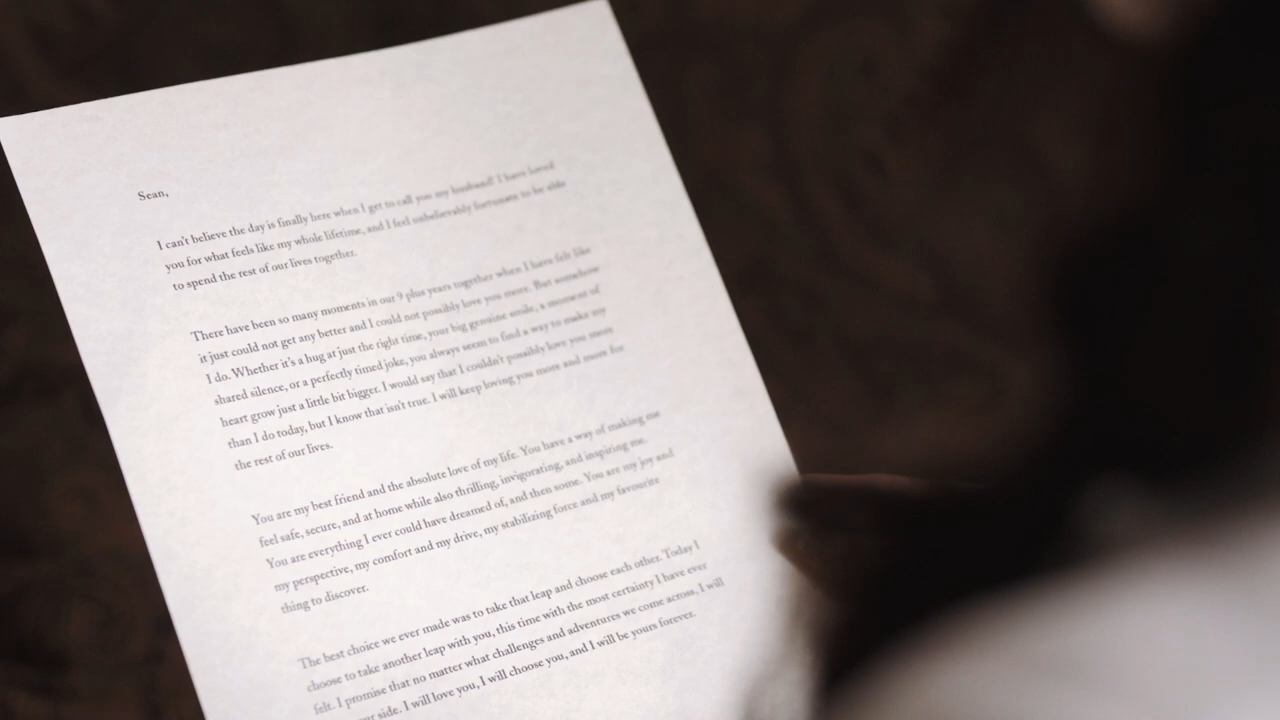 Sean,
I can't believe the day is finally here when I get to call you my husband! I have loved
you for what feels like my whole lifetime, and I feel unbelievably fortunate to be able
to spend the rest of our lives together.
There have been so many moments in our 9 plus years together when I have felt like
it just could not get any better and I could not possibly love you more. But somehow
I do. Whether it's a hug at just the right time, your big genuine smile, a moment of
shared silence, or a perfectly timed joke, you always seem to find a way to make my
heart grow just a little bit bigger. I would say that I couldn't possibly love you more
than I do today, but I know that isn't true. I will keep loving you more and more for
the rest of our lives.
You are my best friend and the absolute love of my life. You have a way of making me
feel safe, secure, and at home while also thrilling, invigorating, and inspiring me.
You are everything I ever could have dreamed of, and then some. You are my joy and
my perspective, my comfort and my drive, my stabilizing force and my favourite
thing to discover.
The best choice we ever made was to take that leap and choose each other. Today I
choose to take another leap with you, this time with the most certainty I have ever
felt. I promise that no matter what challenges and adventures we come across, I will
side. I will love you, I will choose you, and I will be yours forever.